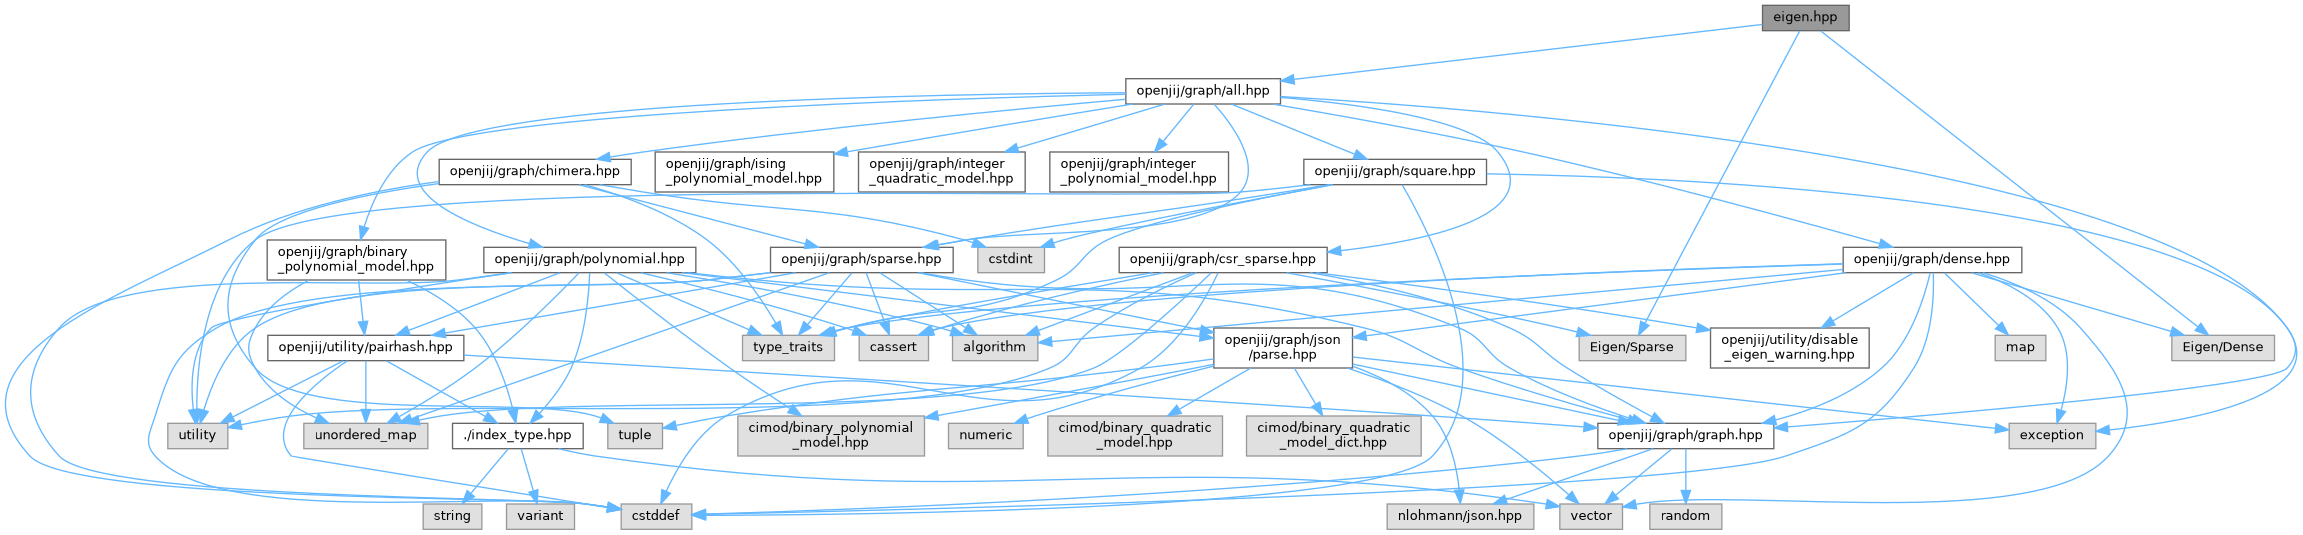 eigen.hpp
openjij/graph/all.hpp
openjij/graph/chimera.hpp
openjij/graph/ising
_polynomial_model.hpp
openjij/graph/integer
_quadratic_model.hpp
openjij/graph/integer
_polynomial_model.hpp
openjij/graph/square.hpp
openjij/graph/binary
_polynomial_model.hpp
openjij/graph/polynomial.hpp
openjij/graph/sparse.hpp
cstdint
openjij/graph/csr_sparse.hpp
openjij/graph/dense.hpp
openjij/utility/pairhash.hpp
type_traits
cassert
algorithm
openjij/graph/json
/parse.hpp
Eigen/Sparse
openjij/utility/disable
_eigen_warning.hpp
map
Eigen/Dense
utility
unordered_map
./index_type.hpp
tuple
cimod/binary_polynomial
_model.hpp
numeric
cimod/binary_quadratic
_model.hpp
cimod/binary_quadratic
_model_dict.hpp
openjij/graph/graph.hpp
exception
string
variant
cstddef
nlohmann/json.hpp
vector
random